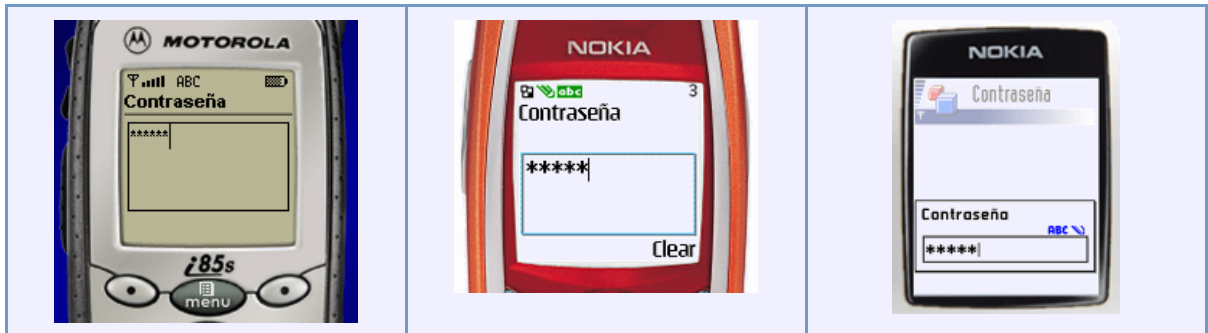 MOTOROLA
ABC
Contraseña
******
i85s
menu
NOKIA
abc
3
Contraseña
*****
Clear
NOKIA
Contraseña
Contraseña
ABC
*****